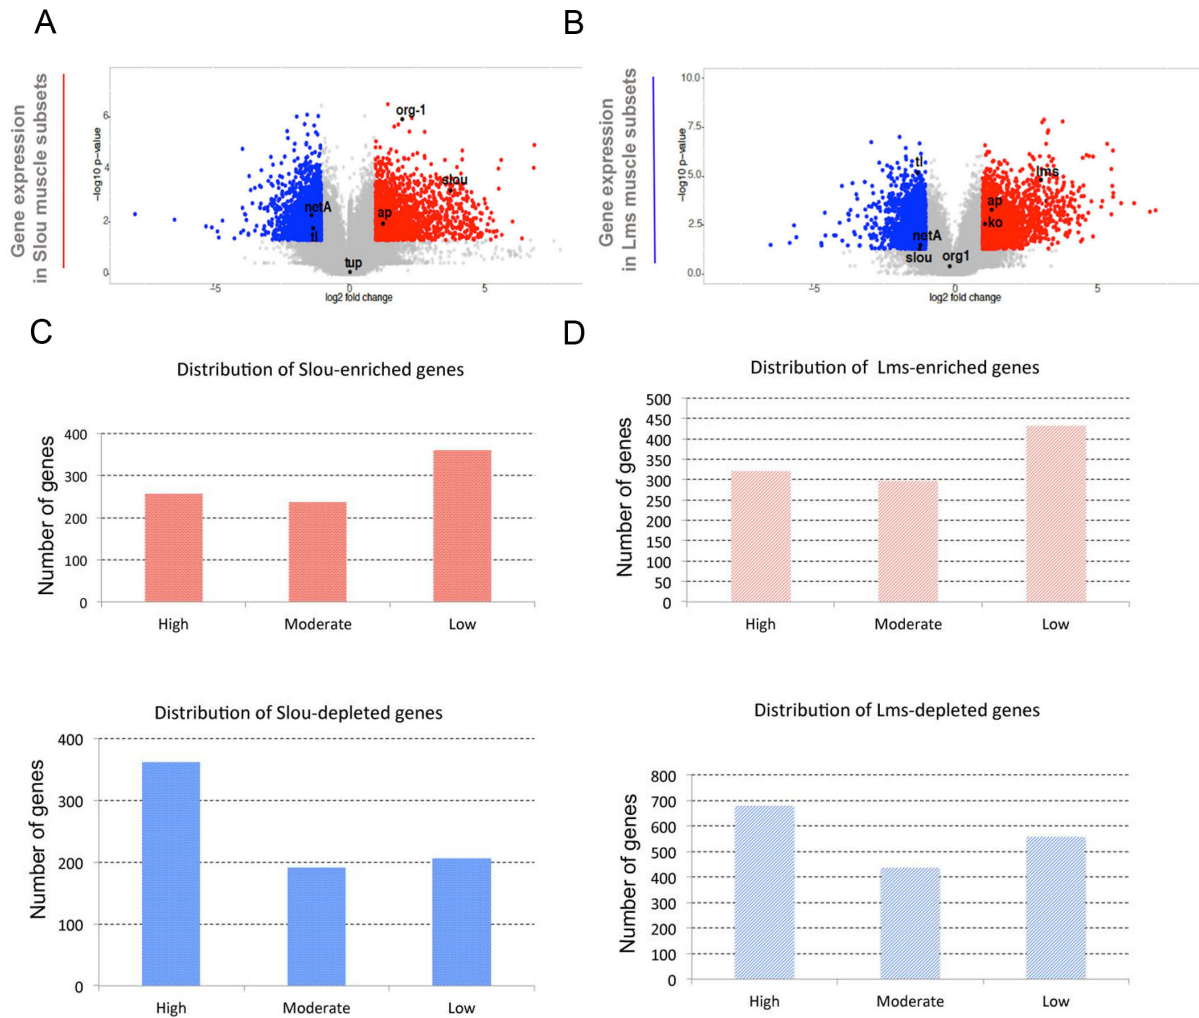 A
Gene expression
in Slou muscle subsets
−log10 p−value
6
4
2
0
org-1
slou
netA
ap
tl
tup
−5
0
5
log2 fold change
B
Gene expression
in Lms muscle subsets
−log10 p−value
10.0
7.5
5.0
2.5
0.0
tl
lms
ap
ko
netA
slou
org1
−5
0
5
log2 fold change
C
Distribution of Slou-enriched genes
Number of genes
400
300
200
100
0
High Moderate Low
D
Distribution of Lms-enriched genes
Number of genes
500
450
400
350
300
250
200
150
100
50
0
High Moderate Low
Distribution of Slou-depleted genes
Number of genes
400
300
200
100
0
High Moderate Low
Distribution of Lms-depleted genes
Number of genes
800
700
600
500
400
300
200
100
0
High Moderate Low